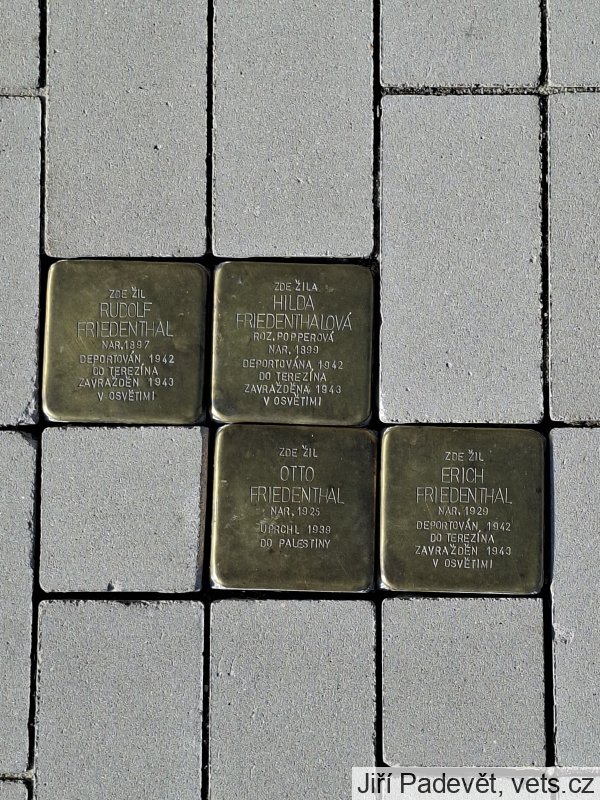 ZDE ŽIL
RUDOLF
FRIEDENTHAL
NAR. 1897
DEPORTOVÁN 1942
DO TEREZÍNA
ZAVRAŽDĚN 1943
V OSVĚTIMI
ZDE ŽILA
HILDA
FRIEDENTHALOVÁ
ROZ. POPPEROVÁ
NAR. 1899
DEPORTOVÁNA 1942
DO TEREZÍNA
ZAVRAŽDĚNA 1943
V OSVĚTIMI
ZDE ŽIL
OTTO
FRIEDENTHAL
NAR. 1925
UPRCHL 1939
DO PALESTINY
ZDE ŽIL
ERICH
FRIEDENTHAL
NAR. 1929
DEPORTOVÁN 1942
DO TEREZÍNA
ZAVRAŽDĚN 1943
V OSVĚTIMI
Jiří Padevět, vets.cz